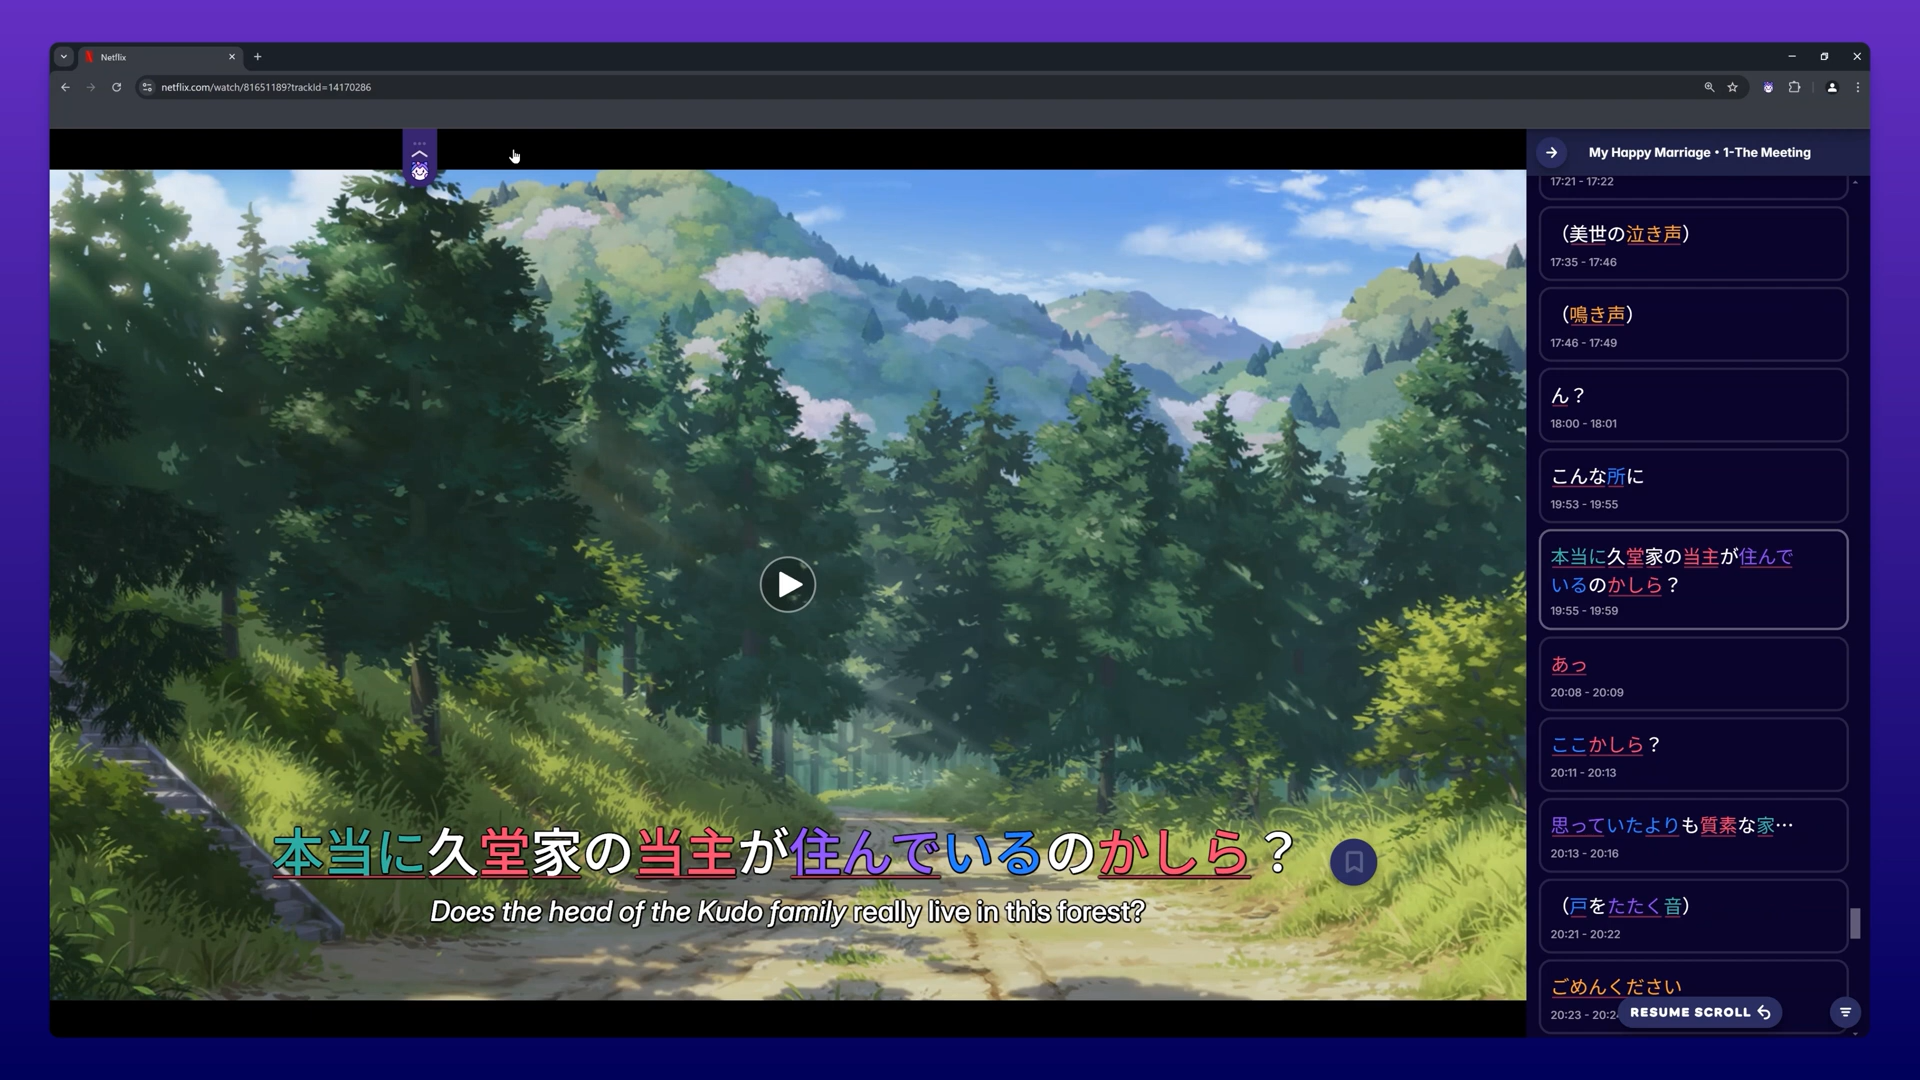 Netflix
netflix.com/watch/81651189?trackId=14170286
My Happy Marriage • 1-The Meeting
17:21 - 17:22
（美世の泣き声）
17:35 - 17:46
（鳴き声）
17:46 - 17:49
ん？
18:00 - 18:01
こんな所に
19:53 - 19:55
本当に久堂家の当主が住んで
いるのかしら？
19:55 - 19:59
あっ
20:08 - 20:09
ここかしら？
20:11 - 20:13
思っていたよりも質素な家…
20:13 - 20:16
（戸をたたく音）
20:21 - 20:22
ごめんください
20:23 - 20:24
RESUME SCROLL
本当に久堂家の当主が住んでいるのかしら？
Does the head of the Kudo family really live in this forest?